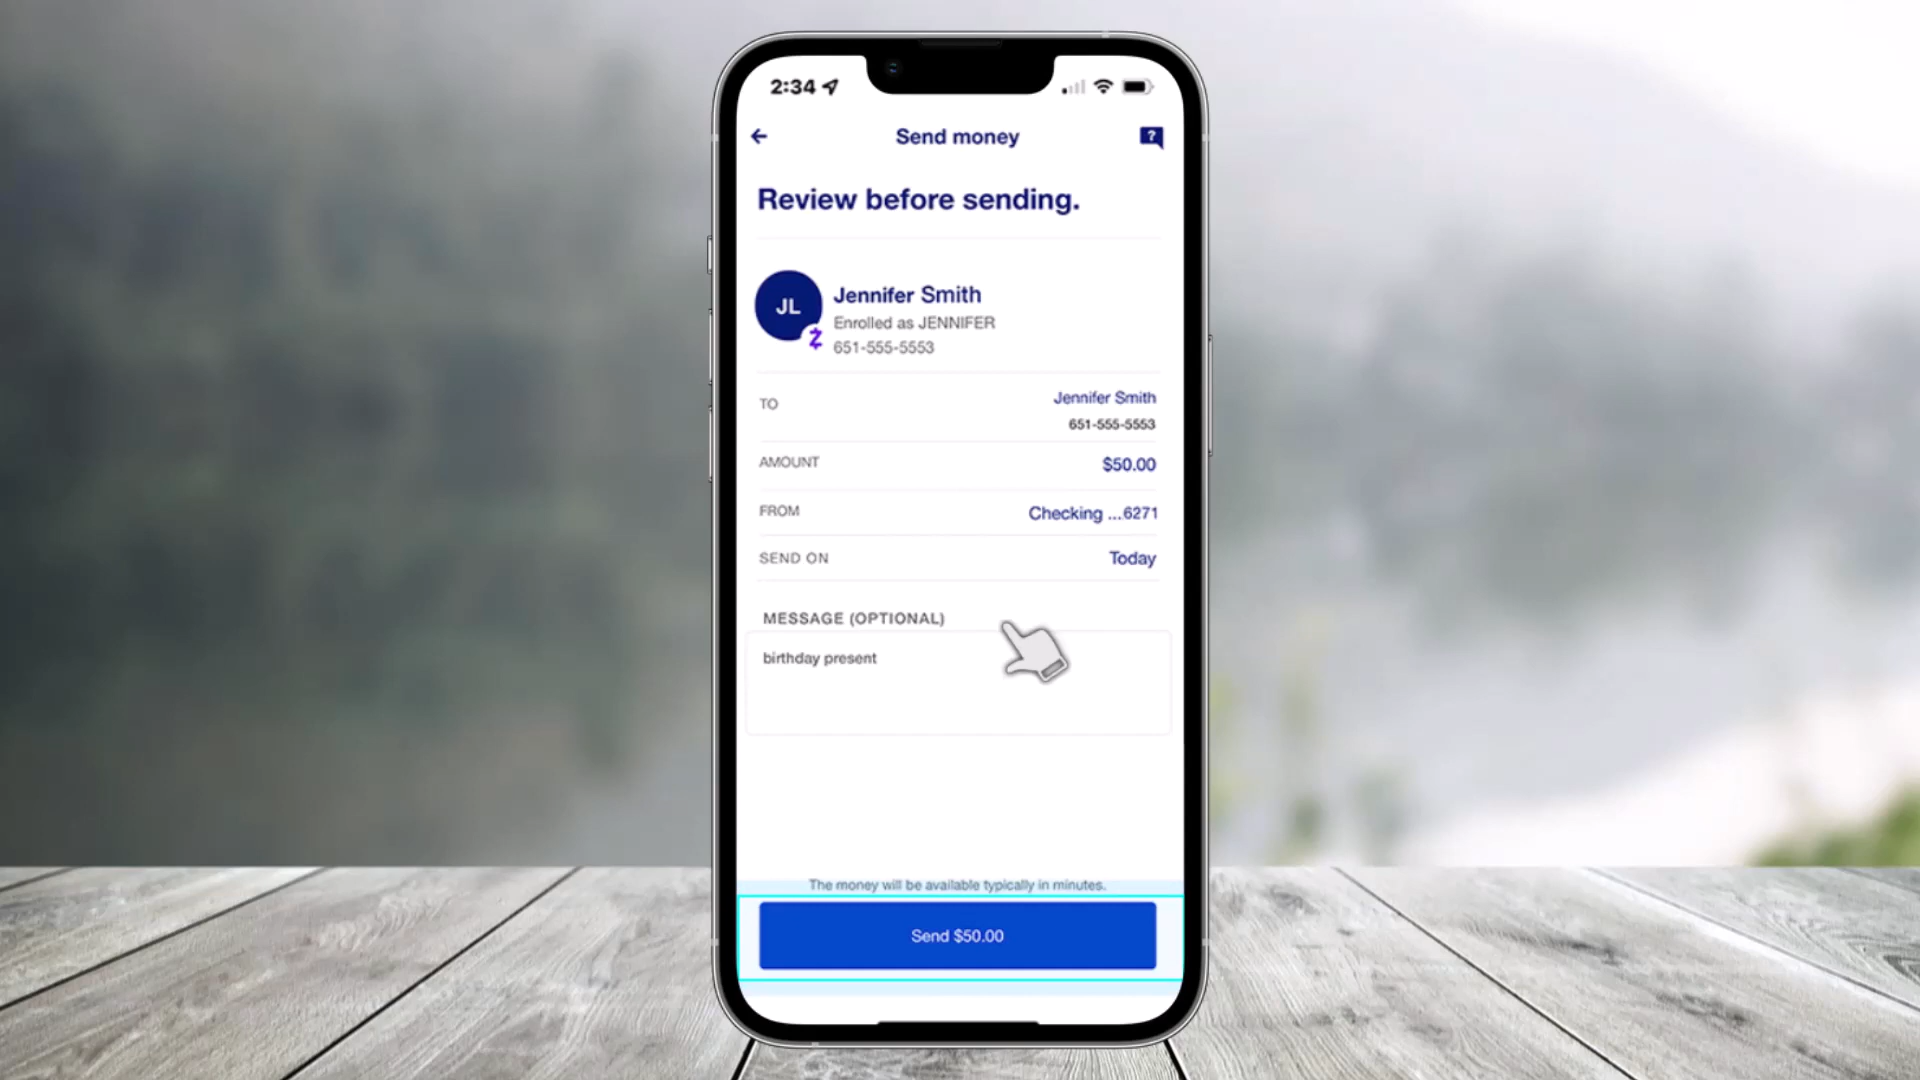 2:34
Send money
?
Review before sending.
JL
Jennifer Smith
Enrolled as JENNIFER
651-555-5553
TO
Jennifer Smith
651-555-5553
AMOUNT
$50.00
FROM
Checking ...6271
SEND ON
Today
MESSAGE (OPTIONAL)
birthday present
The money will be available typically in minutes.
Send $50.00